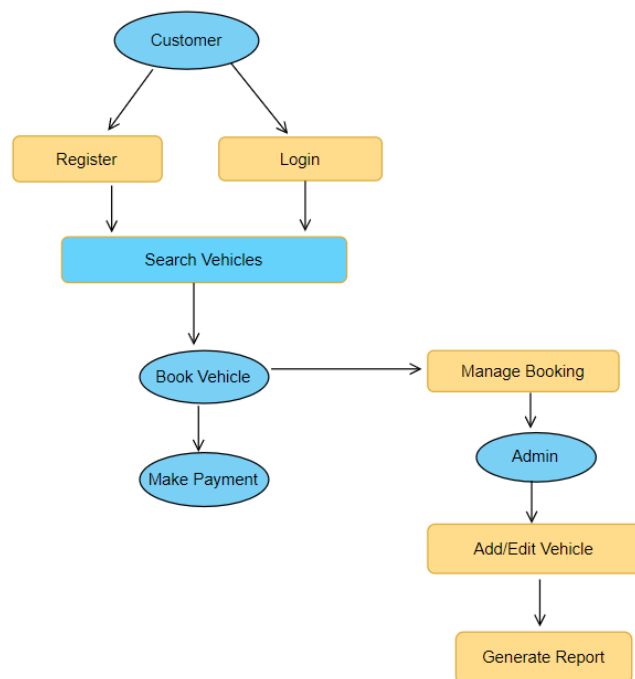 Customer
Register
Login
Search Vehicles
Book Vehicle
Manage Booking
Make Payment
Admin
Add/Edit Vehicle
Generate Report